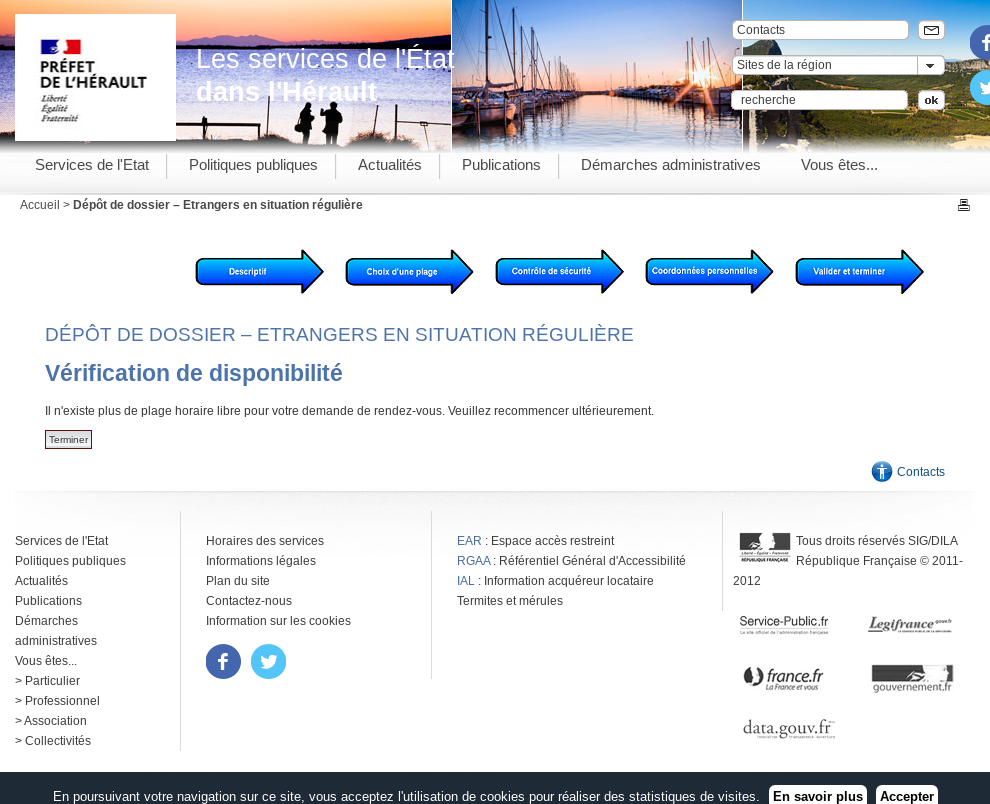 PRÉFET
DE L'HÉRAULT
Liberté
Égalité
Fraternité
Les services de l'État
dans l'Hérault
Contacts
Sites de la région
recherche
ok
Services de l'Etat
Politiques publiques
Actualités
Publications
Démarches administratives
Vous êtes...
Accueil > Dépôt de dossier – Etrangers en situation régulière
Descriptif
Choix d'une plage
Contrôle de sécurité
Coordonnées personnelles
Valider et terminer
DÉPÔT DE DOSSIER – ETRANGERS EN SITUATION RÉGULIÈRE
Vérification de disponibilité
Il n'existe plus de plage horaire libre pour votre demande de rendez-vous. Veuillez recommencer ultérieurement.
Terminer
Contacts
Services de l'Etat
Politiques publiques
Actualités
Publications
Démarches
administratives
Vous êtes...
> Particulier
> Professionnel
> Association
> Collectivités
Horaires des services
Informations légales
Plan du site
Contactez-nous
Information sur les cookies
EAR : Espace accès restreint
RGAA : Référentiel Général d'Accessibilité
IAL : Information acquéreur locataire
Termites et mérules
Liberté • Égalité • Fraternité
RÉPUBLIQUE FRANÇAISE
Tous droits réservés SIG/DILA
République Française © 2011-
2012
Service-Public.fr
Le site officiel de l'administration française
Legifrance.gouv.fr
france.fr
La France et vous
gouvernement.fr
data.gouv.fr
En poursuivant votre navigation sur ce site, vous acceptez l'utilisation de cookies pour réaliser des statistiques de visites.
En savoir plus
Accepter